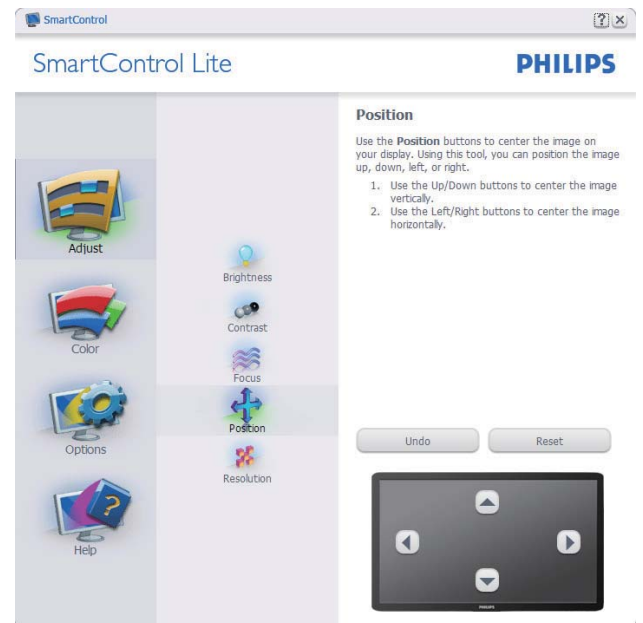 SmartControl
SmartControl Lite
PHILIPS
Adjust
Color
Options
Help
Brightness
Contrast
Focus
Position
Resolution
Position
Use the Position buttons to center the image on
your display. Using this tool, you can position the image
up, down, left, or right.
1. Use the Up/Down buttons to center the image
vertically.
2. Use the Left/Right buttons to center the image
horizontally.
Undo
Reset
PHILIPS